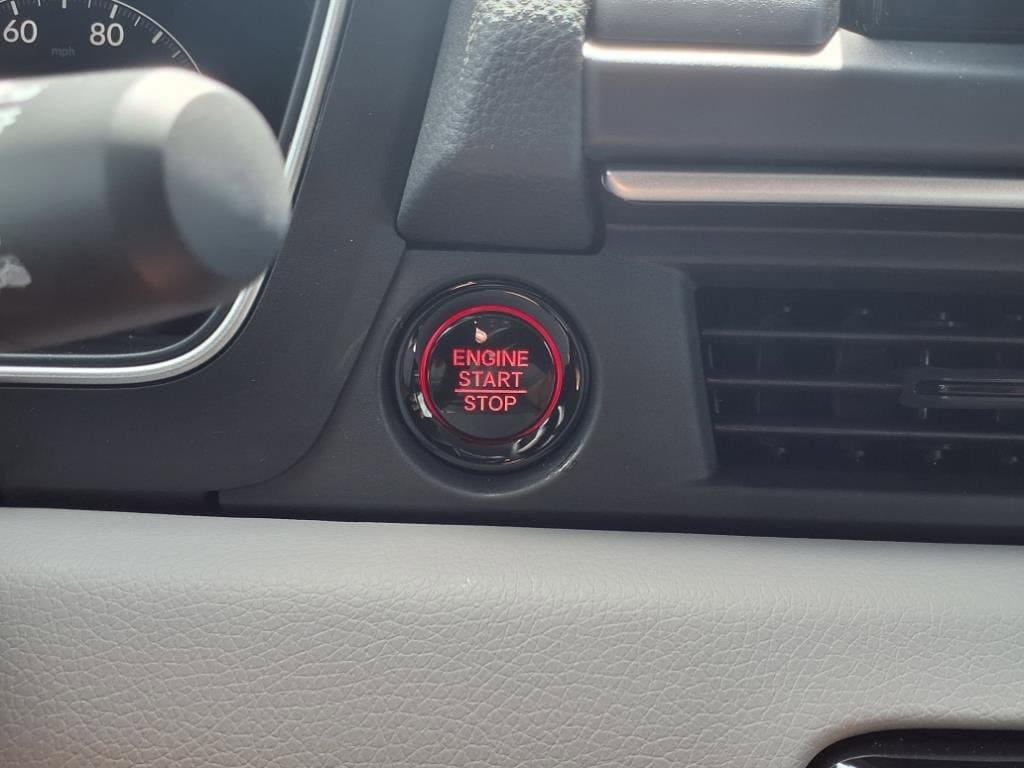 60 80
mph
ENGINE
START
STOP